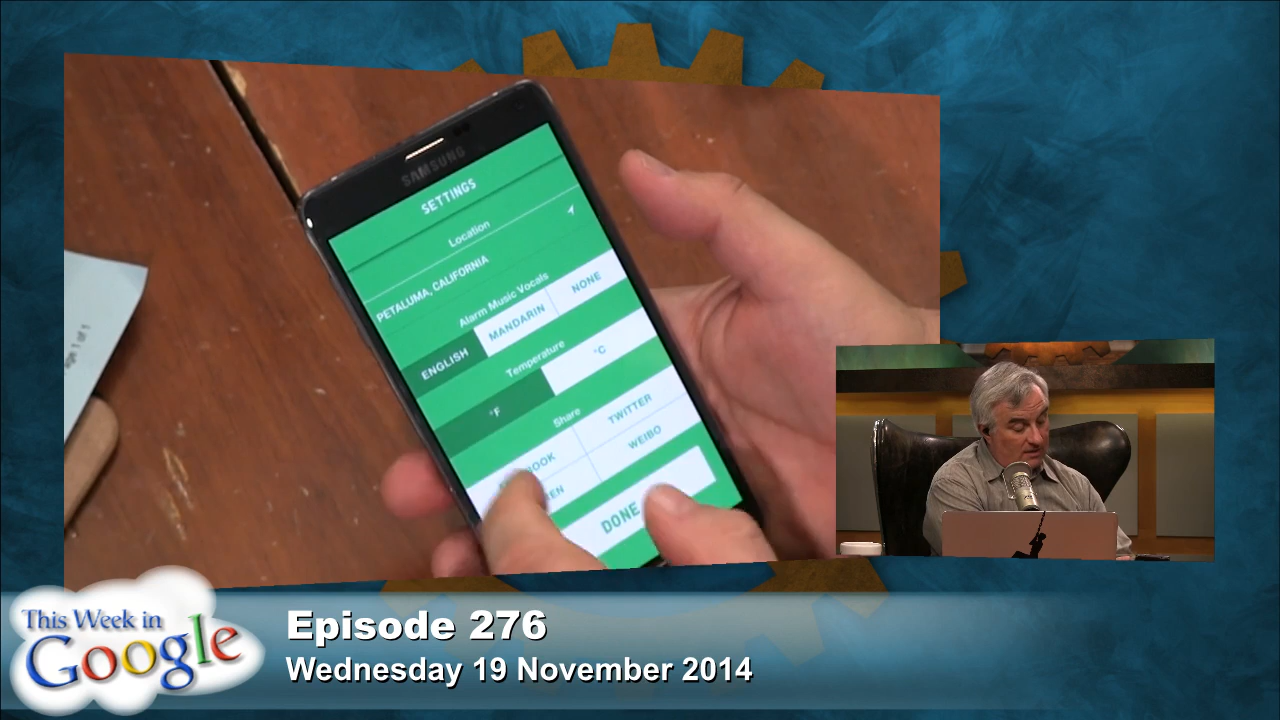 SAMSUNG
SETTINGS
Location
PETALUMA, CALIFORNIA
Alarm Music Vocals
ENGLISH MANDARIN NONE
Temperature
°F °C
Share
TWITTER
WEIBO
DONE
This Week in
Google
Episode 276
Wednesday 19 November 2014